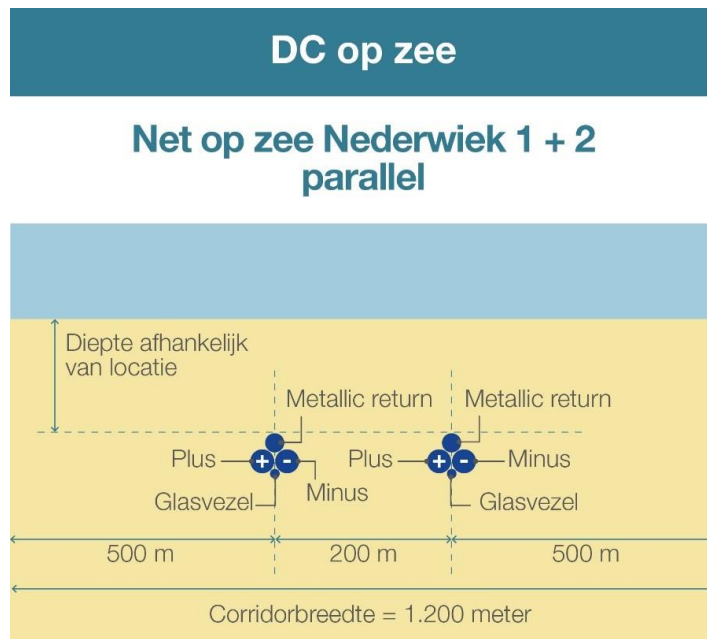 DC op zee
Net op zee Nederwiek 1 + 2
parallel
Diepte afhankelijk
van locatie
Metallic return
Metallic return
Plus
+
-
Minus
Plus
+
-
Minus
Glasvezel
Glasvezel
500 m
200 m
500 m
Corridorbreedte = 1.200 meter